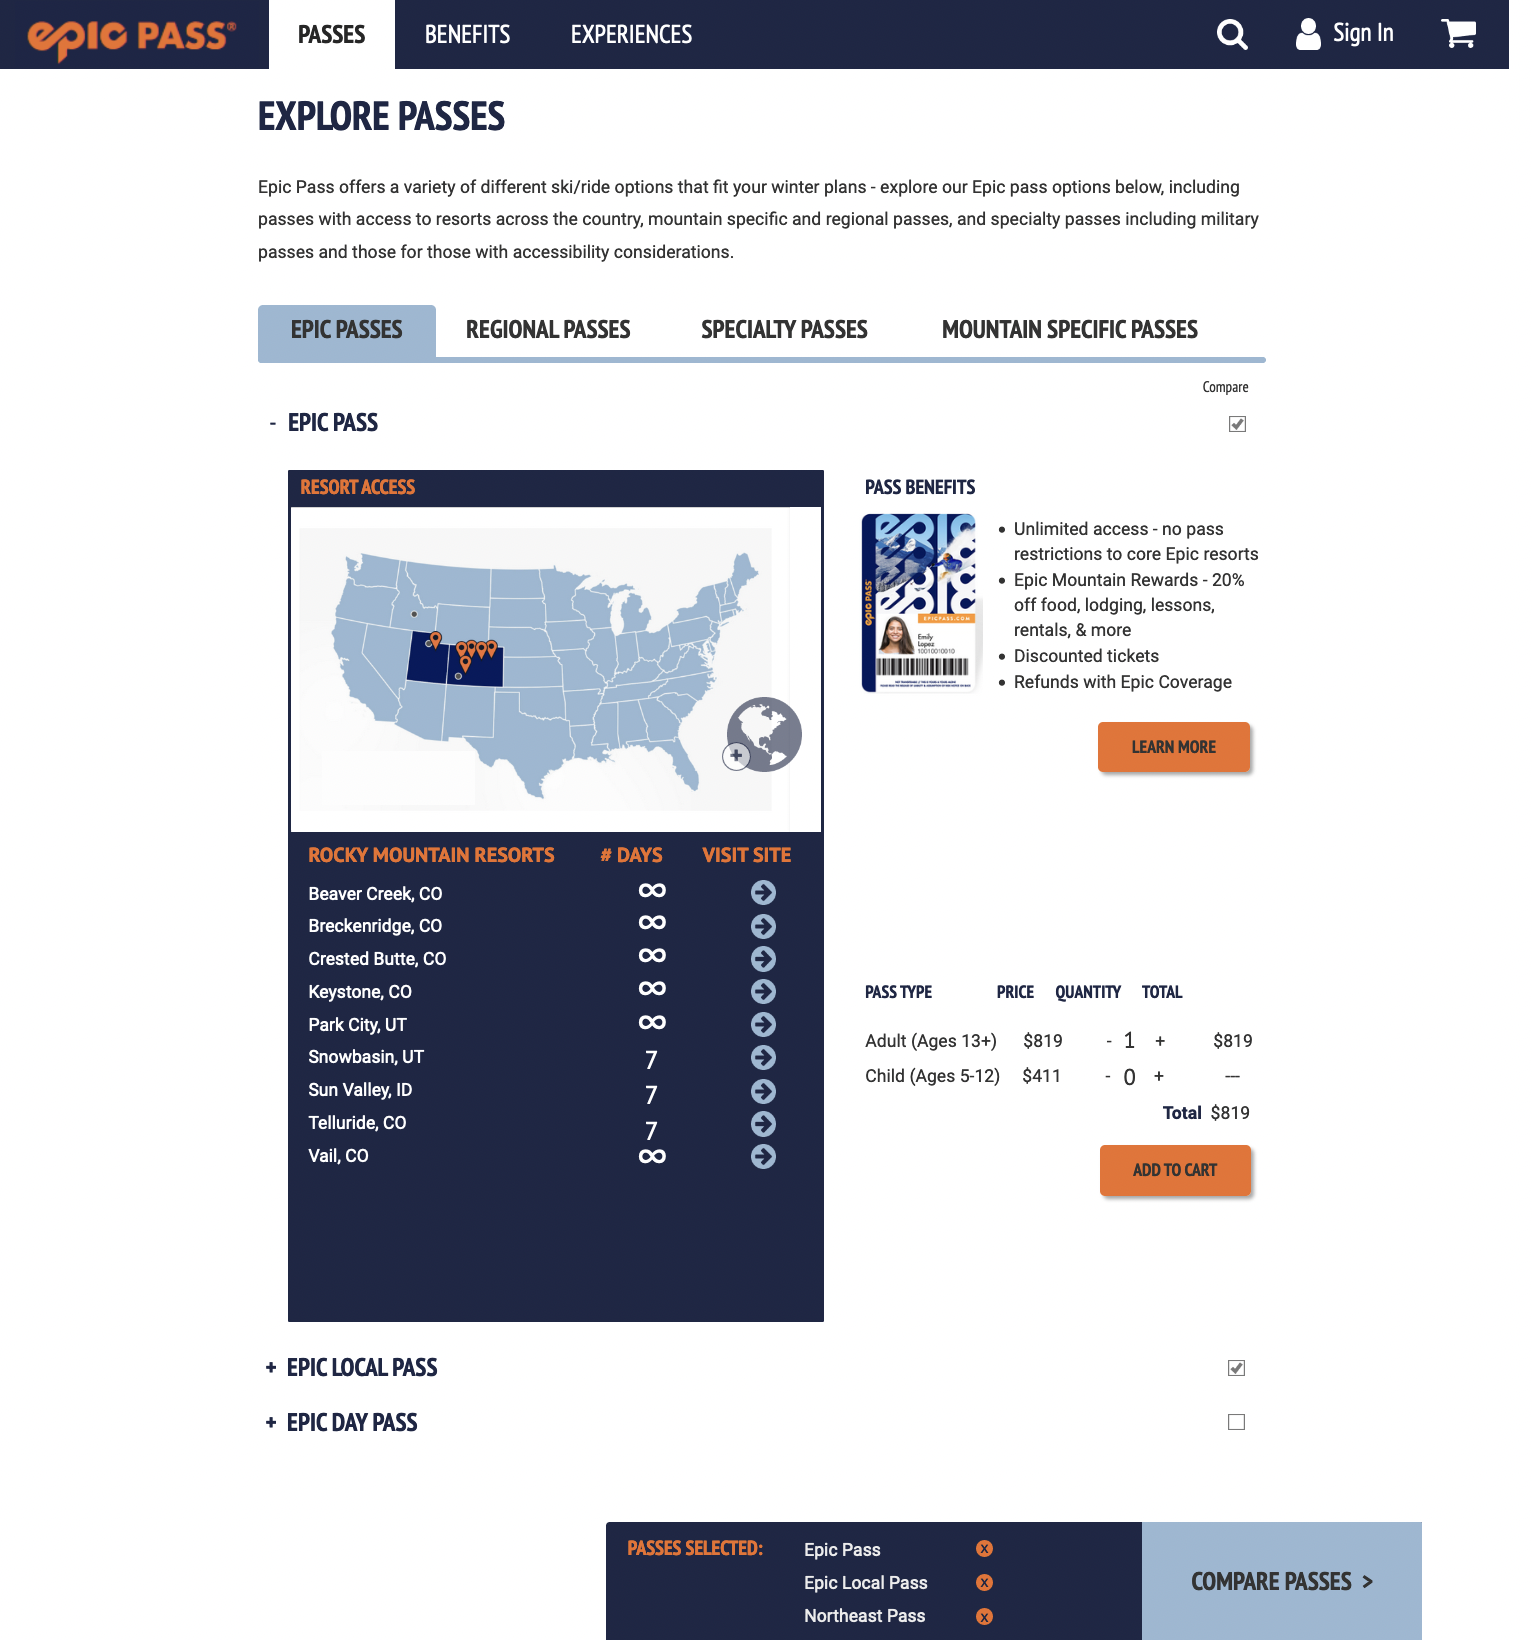 epic PASS®
PASSES
BENEFITS
EXPERIENCES
Sign In
EXPLORE PASSES
Epic Pass offers a variety of different ski/ride options that fit your winter plans - explore our Epic pass options below, including
passes with access to resorts across the country, mountain specific and regional passes, and specialty passes including military
passes and those for those with accessibility considerations.
EPIC PASSES
REGIONAL PASSES
SPECIALTY PASSES
MOUNTAIN SPECIFIC PASSES
Compare
- EPIC PASS
RESORT ACCESS
+
ROCKY MOUNTAIN RESORTS # DAYS VISIT SITE
Beaver Creek, CO ∞
Breckenridge, CO ∞
Crested Butte, CO ∞
Keystone, CO ∞
Park City, UT ∞
Snowbasin, UT 7
Sun Valley, ID 7
Telluride, CO 7
Vail, CO ∞
PASS BENEFITS
epic
epic PASS
EPICPASS.COM
Emily
Lopez
10010010010
• Unlimited access - no pass
restrictions to core Epic resorts
• Epic Mountain Rewards - 20%
off food, lodging, lessons,
rentals, & more
• Discounted tickets
• Refunds with Epic Coverage
LEARN MORE
PASS TYPE PRICE QUANTITY TOTAL
Adult (Ages 13+) $819 - 1 + $819
Child (Ages 5-12) $411 - 0 + ---
Total $819
ADD TO CART
+ EPIC LOCAL PASS
+ EPIC DAY PASS
PASSES SELECTED:
Epic Pass X
Epic Local Pass X
Northeast Pass X
COMPARE PASSES >